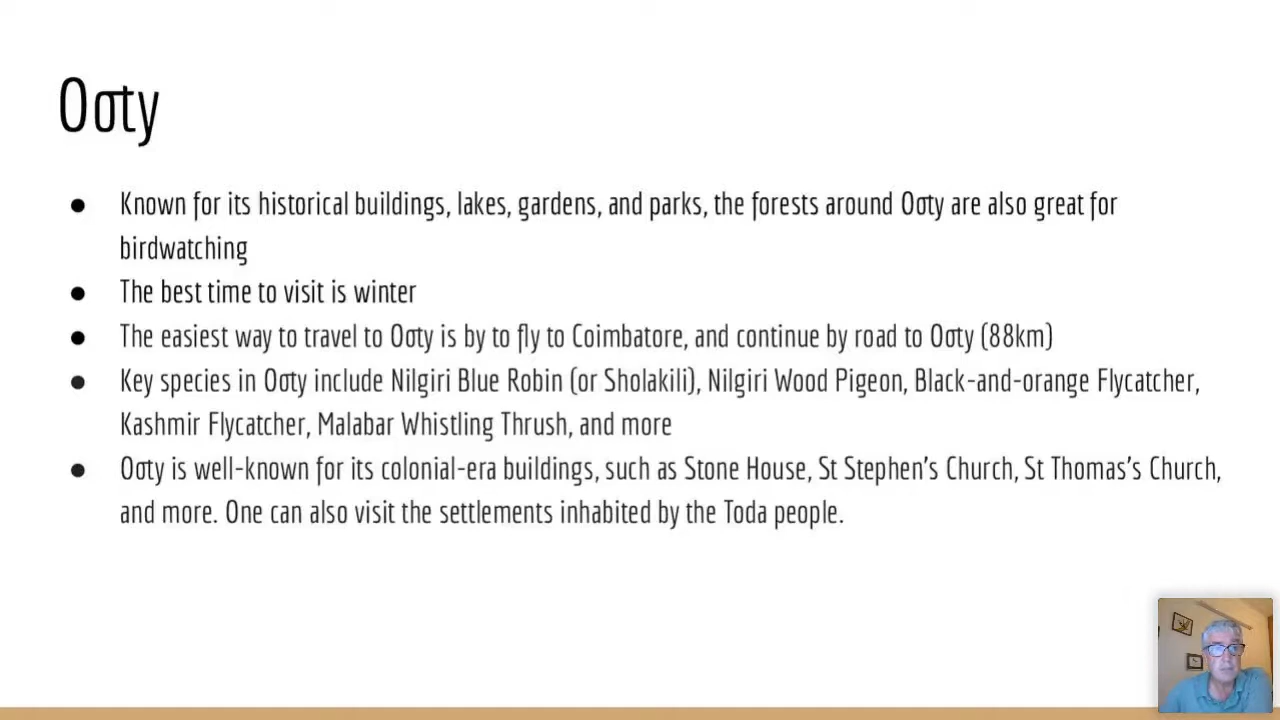 Ooty
● Known for its historical buildings, lakes, gardens, and parks, the forests around Ooty are also great for
birdwatching
● The best time to visit is winter
● The easiest way to travel to Ooty is by to fly to Coimbatore, and continue by road to Ooty (88km)
● Key species in Ooty include Nilgiri Blue Robin (or Sholakili), Nilgiri Wood Pigeon, Black-and-orange Flycatcher,
Kashmir Flycatcher, Malabar Whistling Thrush, and more
● Ooty is well-known for its colonial-era buildings, such as Stone House, St Stephen's Church, St Thomas's Church,
and more. One can also visit the settlements inhabited by the Toda people.